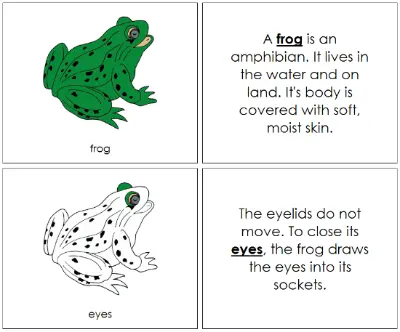 frog
A frog is an
amphibian. It lives in
the water and on
land. It's body is
covered with soft,
moist skin.
eyes
The eyelids do not
move. To close its
eyes, the frog draws
the eyes into its
sockets.